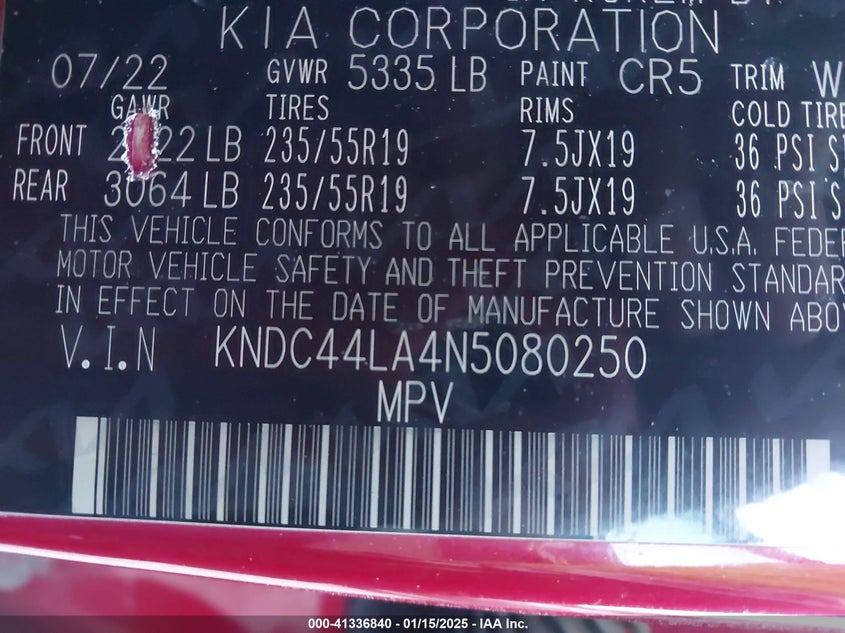 KIA CORPORATION
07/22 GVWR 5335 LB PAINT CR5 TRIM W
GAWR TIRES RIMS COLD TIRE
FRONT LB 235/55R19 7.5JX19 36 PSI S
REAR 3064 LB 235/55R19 7.5JX19 36 PSI S
THIS VEHICLE CONFORMS TO ALL APPLICABLE U.S.A. FEDE
MOTOR VEHICLE SAFETY AND THEFT PREVENTION STANDAR
IN EFFECT ON THE DATE OF MANUFACTURE SHOWN ABO
V.I.N KNDC44LA4N5080250
MPV
000-41336840 - 01/15/2025 - IAA Inc.